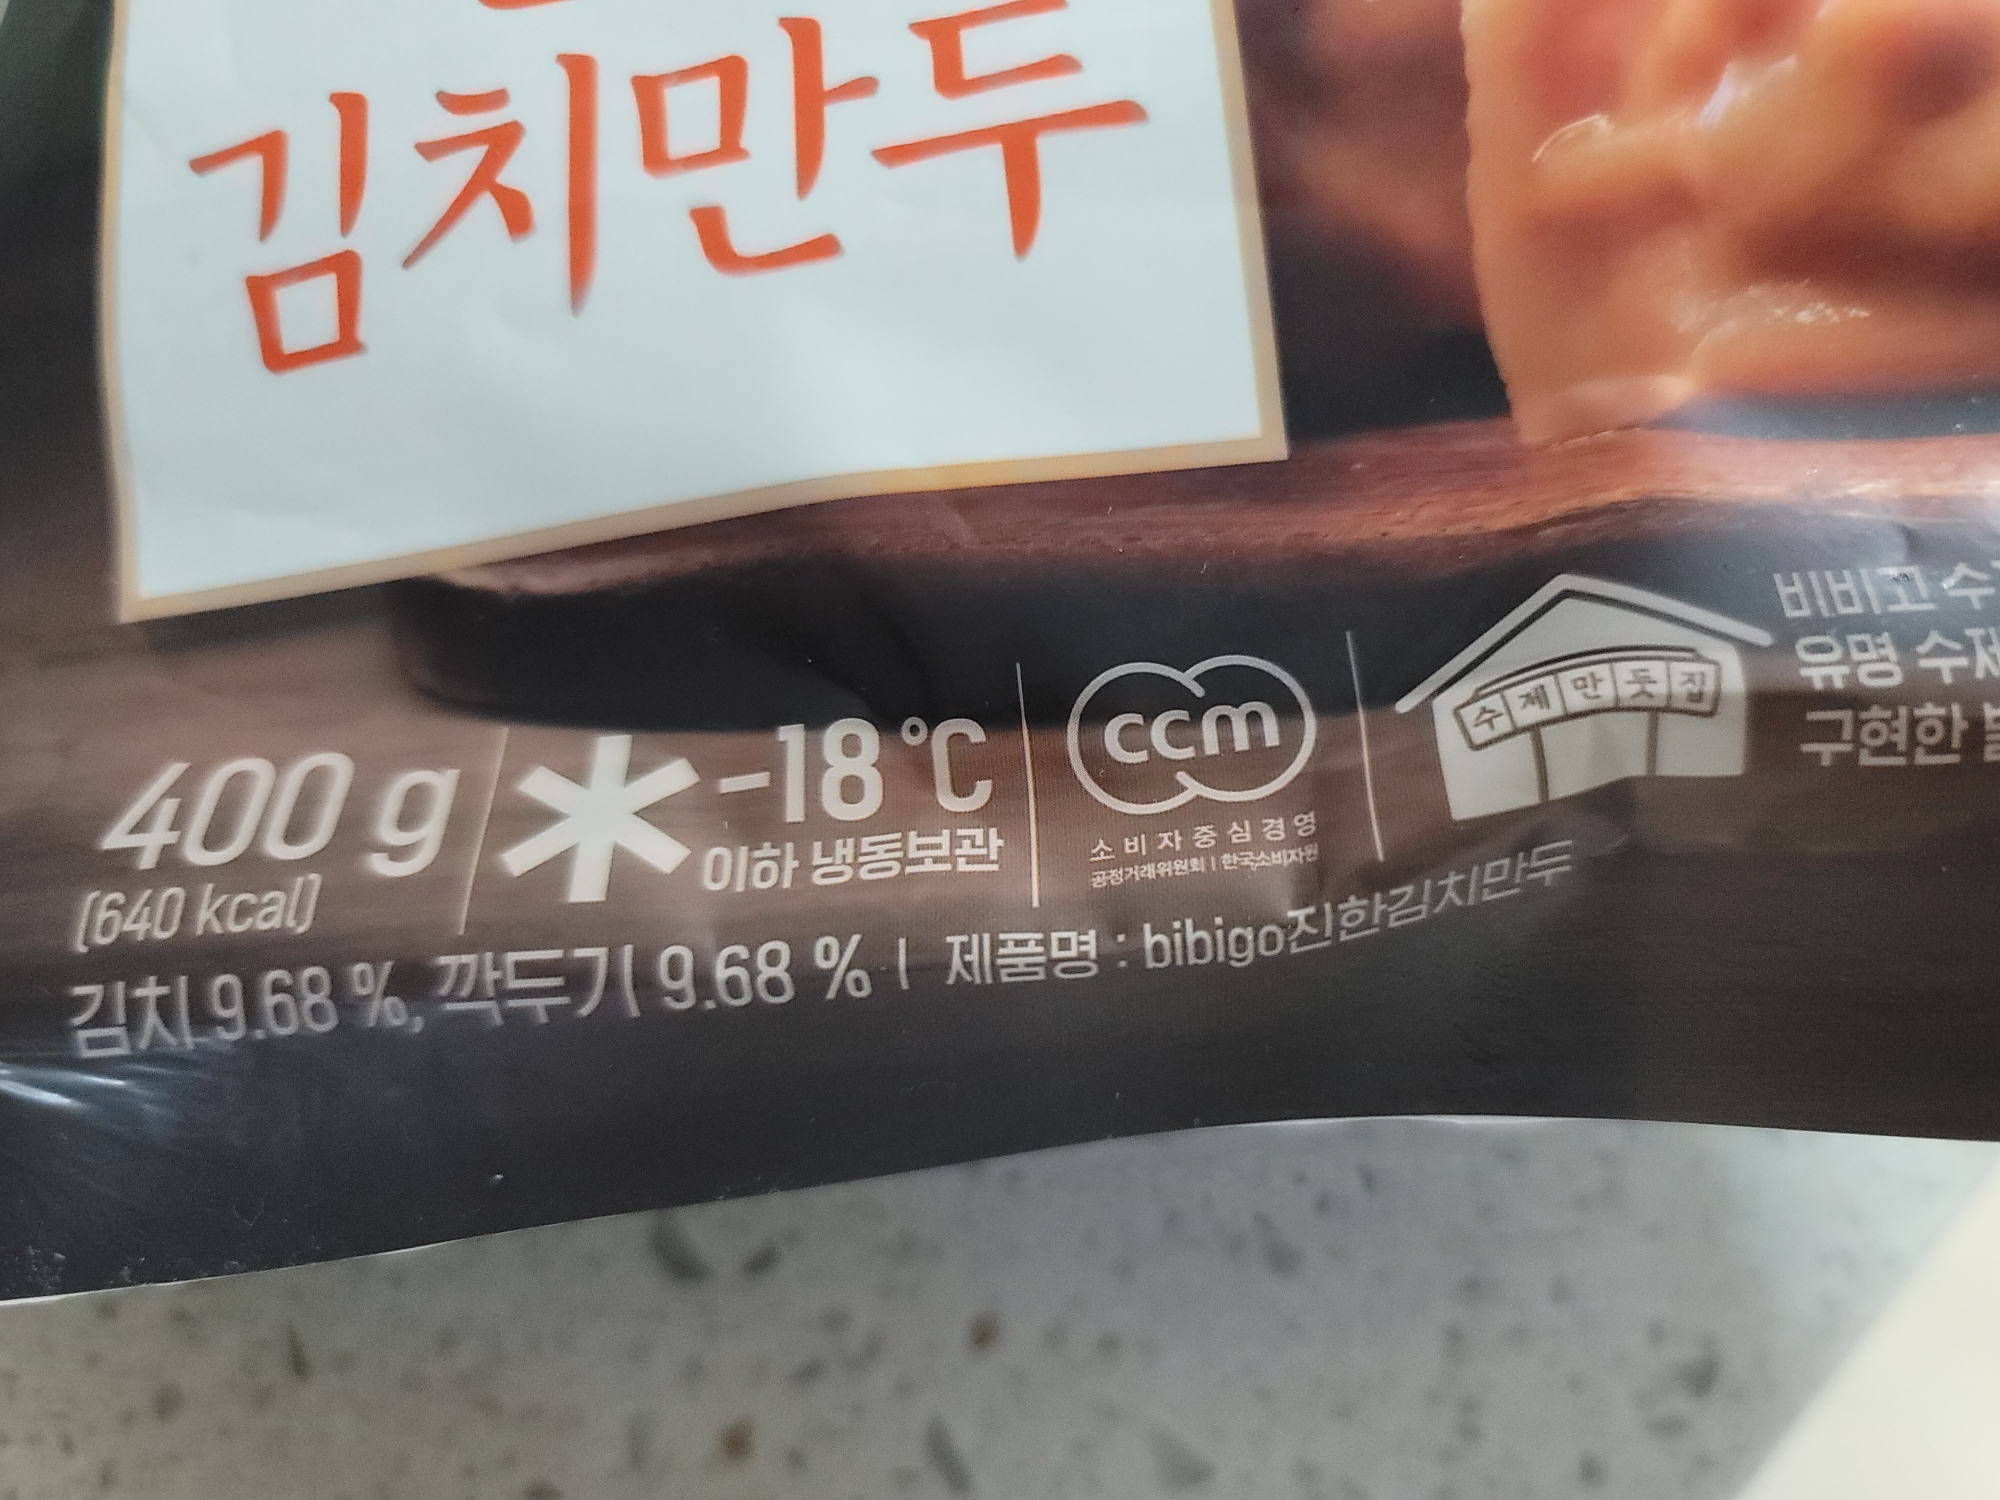 김치만두
400 g
(640 kcal)
-18 ℃
이하 냉동보관
ccm
소비자중심경영
공정거래위원회 | 한국소비자원
수제만둣집
비비고
유명
구현한
김치 9.68 %, 깍두기 9.68 % | 제품명 : bibigo진한김치만두